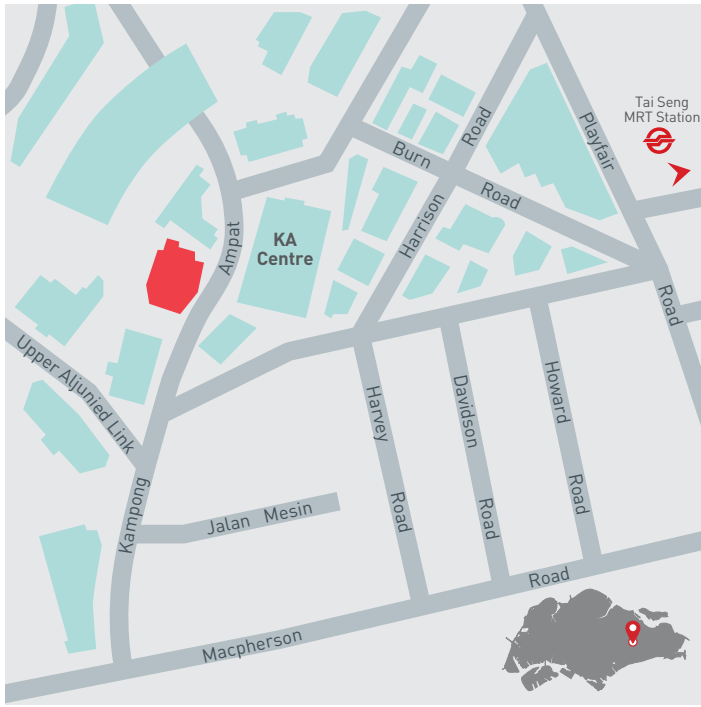 Tai Seng
MRT Station
Playfair
Road
Burn
Road
Harrison
Road
KA
Centre
Kampong
Ampat
Upper Aljunied Link
Harvey
Road
Davidson
Road
Howard
Road
Jalan Mesin
Macpherson
Road